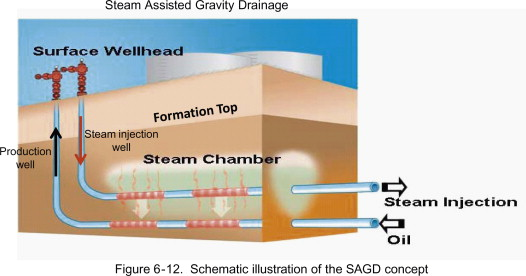 Steam Assisted Gravity Drainage
Surface Wellhead
Formation Top
Steam injection
well
Production
well
Steam Chamber
Steam Injection
Oil
Figure 6-12. Schematic illustration of the SAGD concept